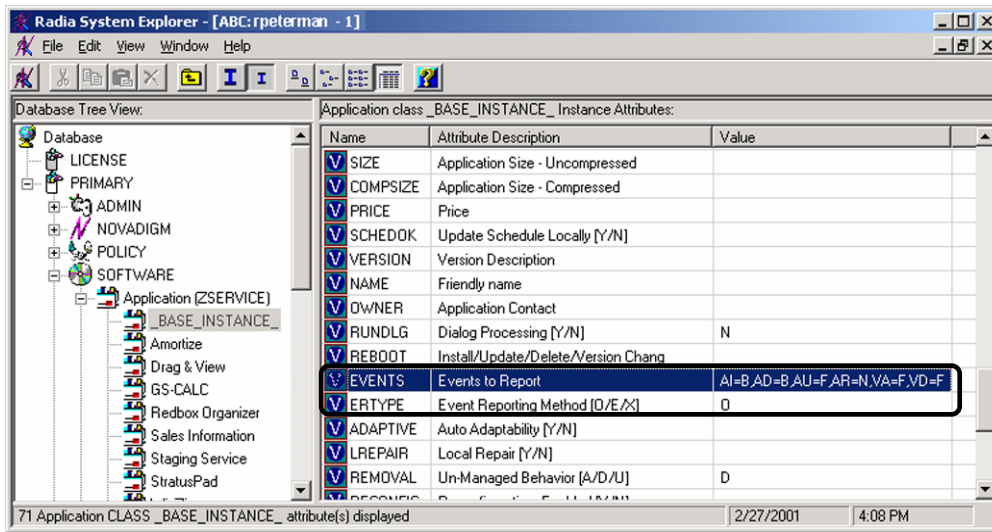 Radia System Explorer - [ABC: rpeterman - 1]
File Edit View Window Help
Database Tree View:
Application class _BASE_INSTANCE_ Instance Attributes:
Database
LICENSE
PRIMARY
ADMIN
NOVADIGM
POLICY
SOFTWARE
Application (ZSERVICE)
_BASE_INSTANCE_
Amortize
Drag & View
GS-CALC
Redbox Organizer
Sales Information
Staging Service
StratusPad
Name Attribute Description Value
SIZE Application Size - Uncompressed
COMPSIZE Application Size - Compressed
PRICE Price
SCHEDOK Update Schedule Locally [Y/N]
VERSION Version Description
NAME Friendly name
OWNER Application Contact
RUNDLG Dialog Processing [Y/N] N
REBOOT Install/Update/Delete/Version Chang
EVENTS Events to Report AI=B,AD=B,AU=F,AR=N,VA=F,VD=F
ERTYPE Event Reporting Method [O/E/X] O
ADAPTIVE Auto Adaptability [Y/N]
LREPAIR Local Repair [Y/N]
REMOVAL Un-Managed Behavior [A/D/U] D
71 Application CLASS _BASE_INSTANCE_ attribute(s) displayed 2/27/2001 4:08 PM